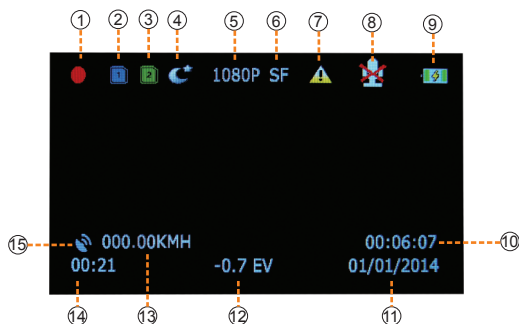 ① ② ③ ④ ⑤ ⑥ ⑦ ⑧ ⑨
1 2 1080P SF
⑮ 000.00KMH 00:06:07 ⑩
00:21 -0.7 EV 01/01/2014
⑭ ⑬ ⑫ ⑪